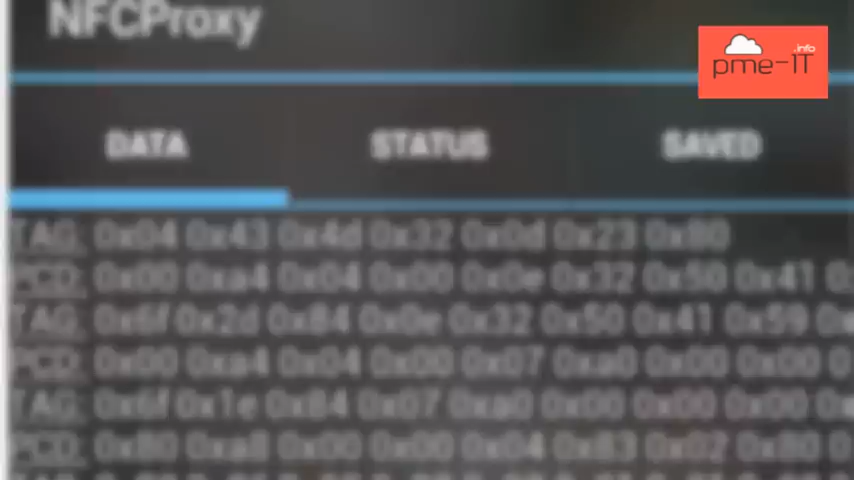 NFCProxy
.info
pme-IT
DATA STATUS SAVED
TAG: 0x04 0x43 0x4d 0x32 0x0d 0x23 0x80
PCD: 0x00 0xa4 0x04 0x00 0x0e 0x32 0x50 0x41
TAG: 0x6f 0x2d 0x84 0x0e 0x32 0x50 0x41 0x59
PCD: 0x00 0xa4 0x04 0x00 0x07 0xa0 0x00 0x00
TAG: 0x6f 0x1e 0x84 0x07 0xa0 0x00 0x00 0x00
PCD: 0x80 0xa8 0x00 0x00 0x04 0x83 0x02 0x80